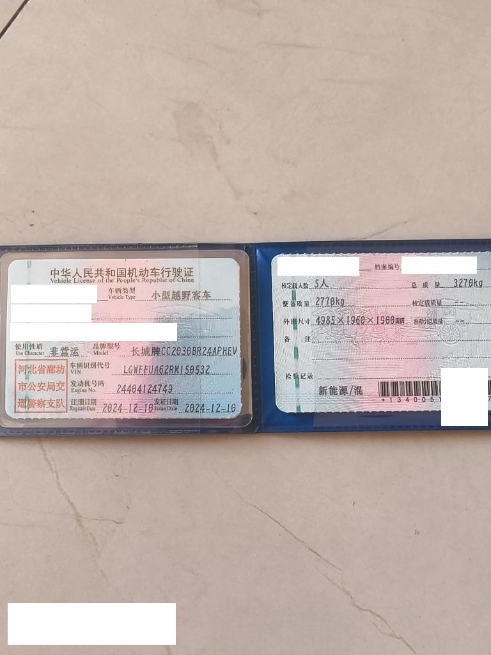 中华人民共和国机动车行驶证
Vehicle License of the People's Republic of China
车辆类型 小型越野客车
Vehicle Type
使用性质 非营运 品牌型号 长城牌CC2030BR24APHEV
Use Character Model
河北省廊坊
市公安局交
通警察支队
车辆识别代号 LGWFFUA62RK1S0532
VIN
发动机号码 24404124749
Engine No.
注册日期 2024-12-10 发证日期 2024-12-10
Register Date Issue Date
档案编号
核定载人数 5人 总质量 3270kg
整备质量 2770kg 核定载质量 --
外廓尺寸 4985×1960×1900mm 准牵引总质量 --
备注
检验记录
新能源/混